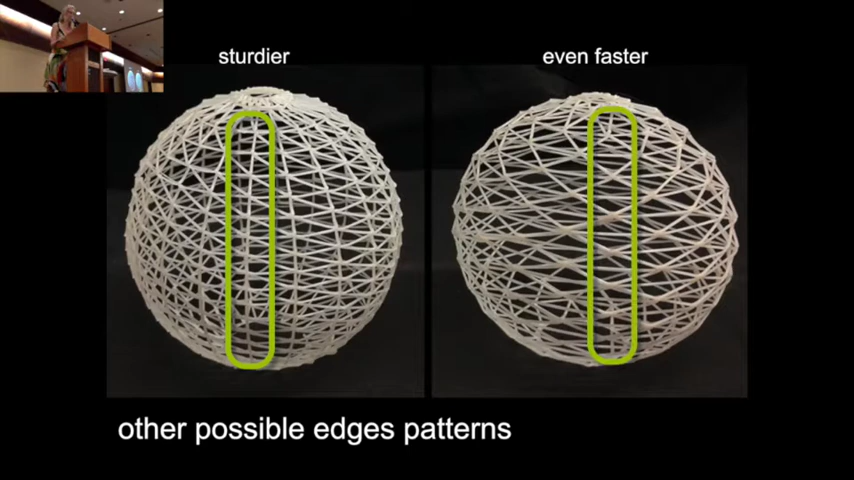 sturdier
even faster
other possible edges patterns